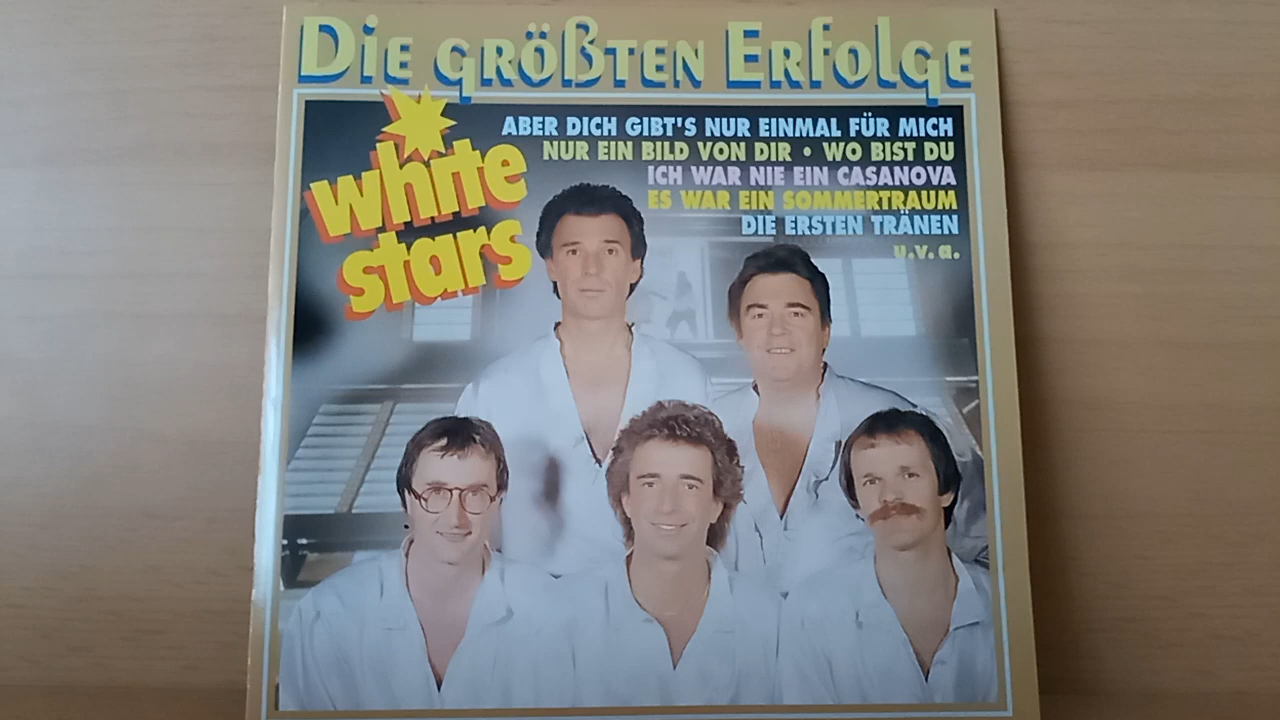 Die größten Erfolge
white
stars
ABER DICH GIBT'S NUR EINMAL FÜR MICH
NUR EIN BILD VON DIR • WO BIST DU
ICH WAR NIE EIN CASANOVA
ES WAR EIN SOMMERTRAUM
DIE ERSTEN TRÄNEN
u.v.a.